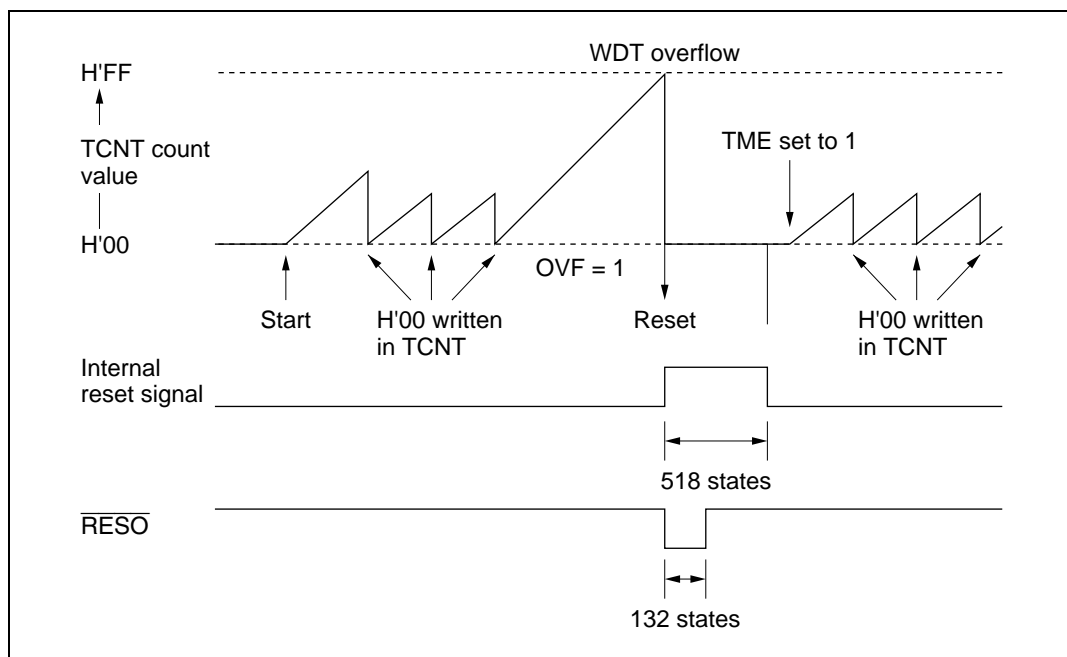 WDT overflow
H'FF
TCNT count
value
TME set to 1
H'00
OVF = 1
Start
H'00 written
in TCNT
Reset
H'00 written
in TCNT
Internal
reset signal
518 states
RESO
132 states